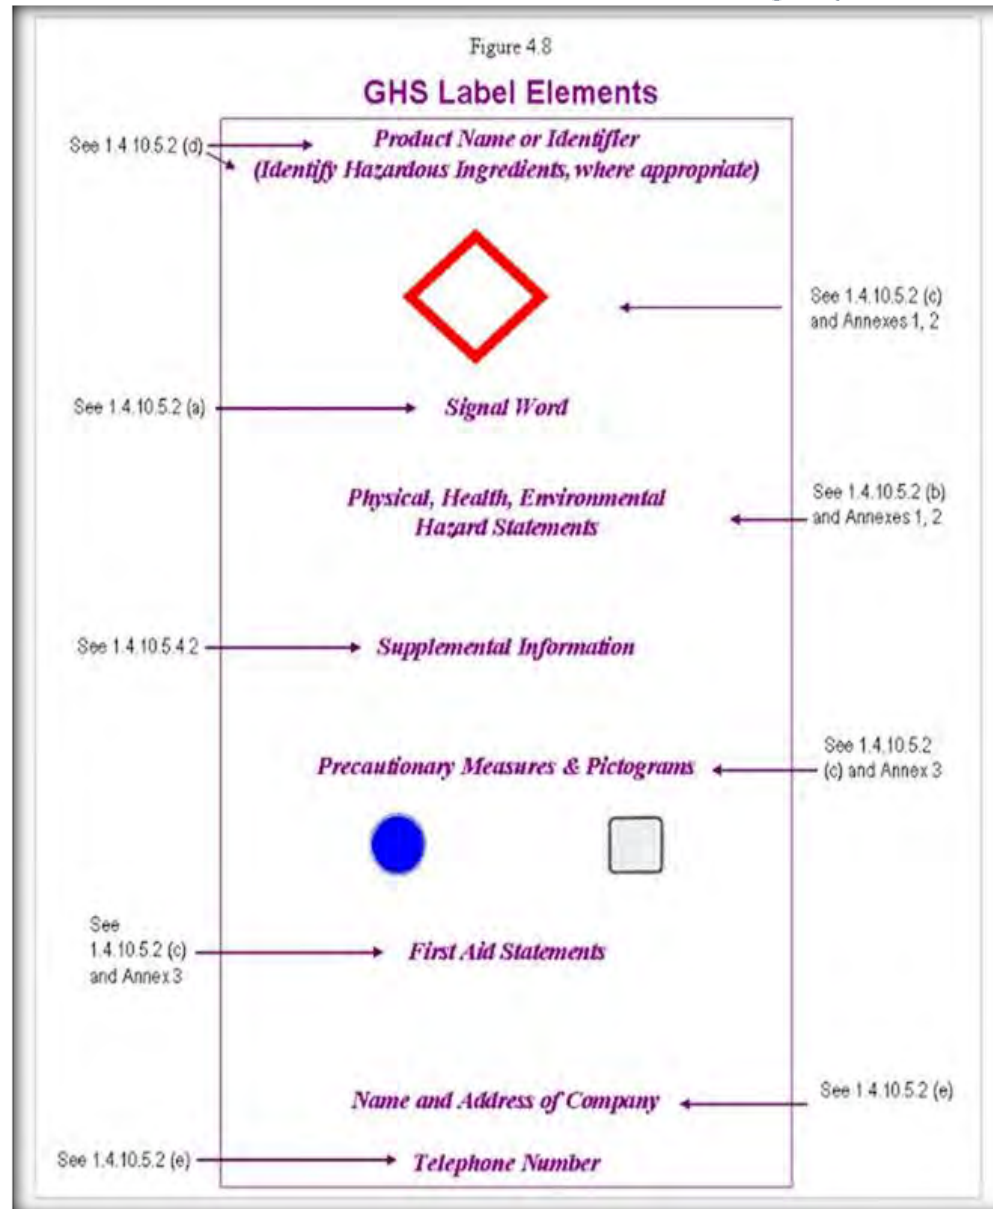 Figure 4.8
GHS Label Elements
See 1.4.10.5.2 (d)
Product Name or Identifier
(Identify Hazardous Ingredients, where appropriate)
See 1.4.10.5.2 (c)
and Annexes 1, 2
See 1.4.10.5.2 (a)
Signal Word
Physical, Health, Environmental
Hazard Statements
See 1.4.10.5.2 (b)
and Annexes 1, 2
See 1.4.10.5.4.2
Supplemental Information
Precautionary Measures & Pictograms
See 1.4.10.5.2
(c) and Annex 3
See
1.4.10.5.2 (c)
and Annex 3
First Aid Statements
Name and Address of Company
See 1.4.10.5.2 (e)
See 1.4.10.5.2 (e)
Telephone Number